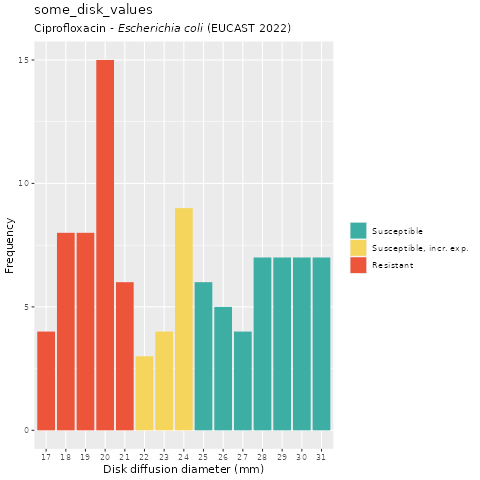 some_disk_values
Ciprofloxacin - Escherichia coli (EUCAST 2022)
15
10
5
0
Frequency
17 18 19 20 21 22 23 24 25 26 27 28 29 30 31
Disk diffusion diameter (mm)
Susceptible
Susceptible, incr. exp.
Resistant